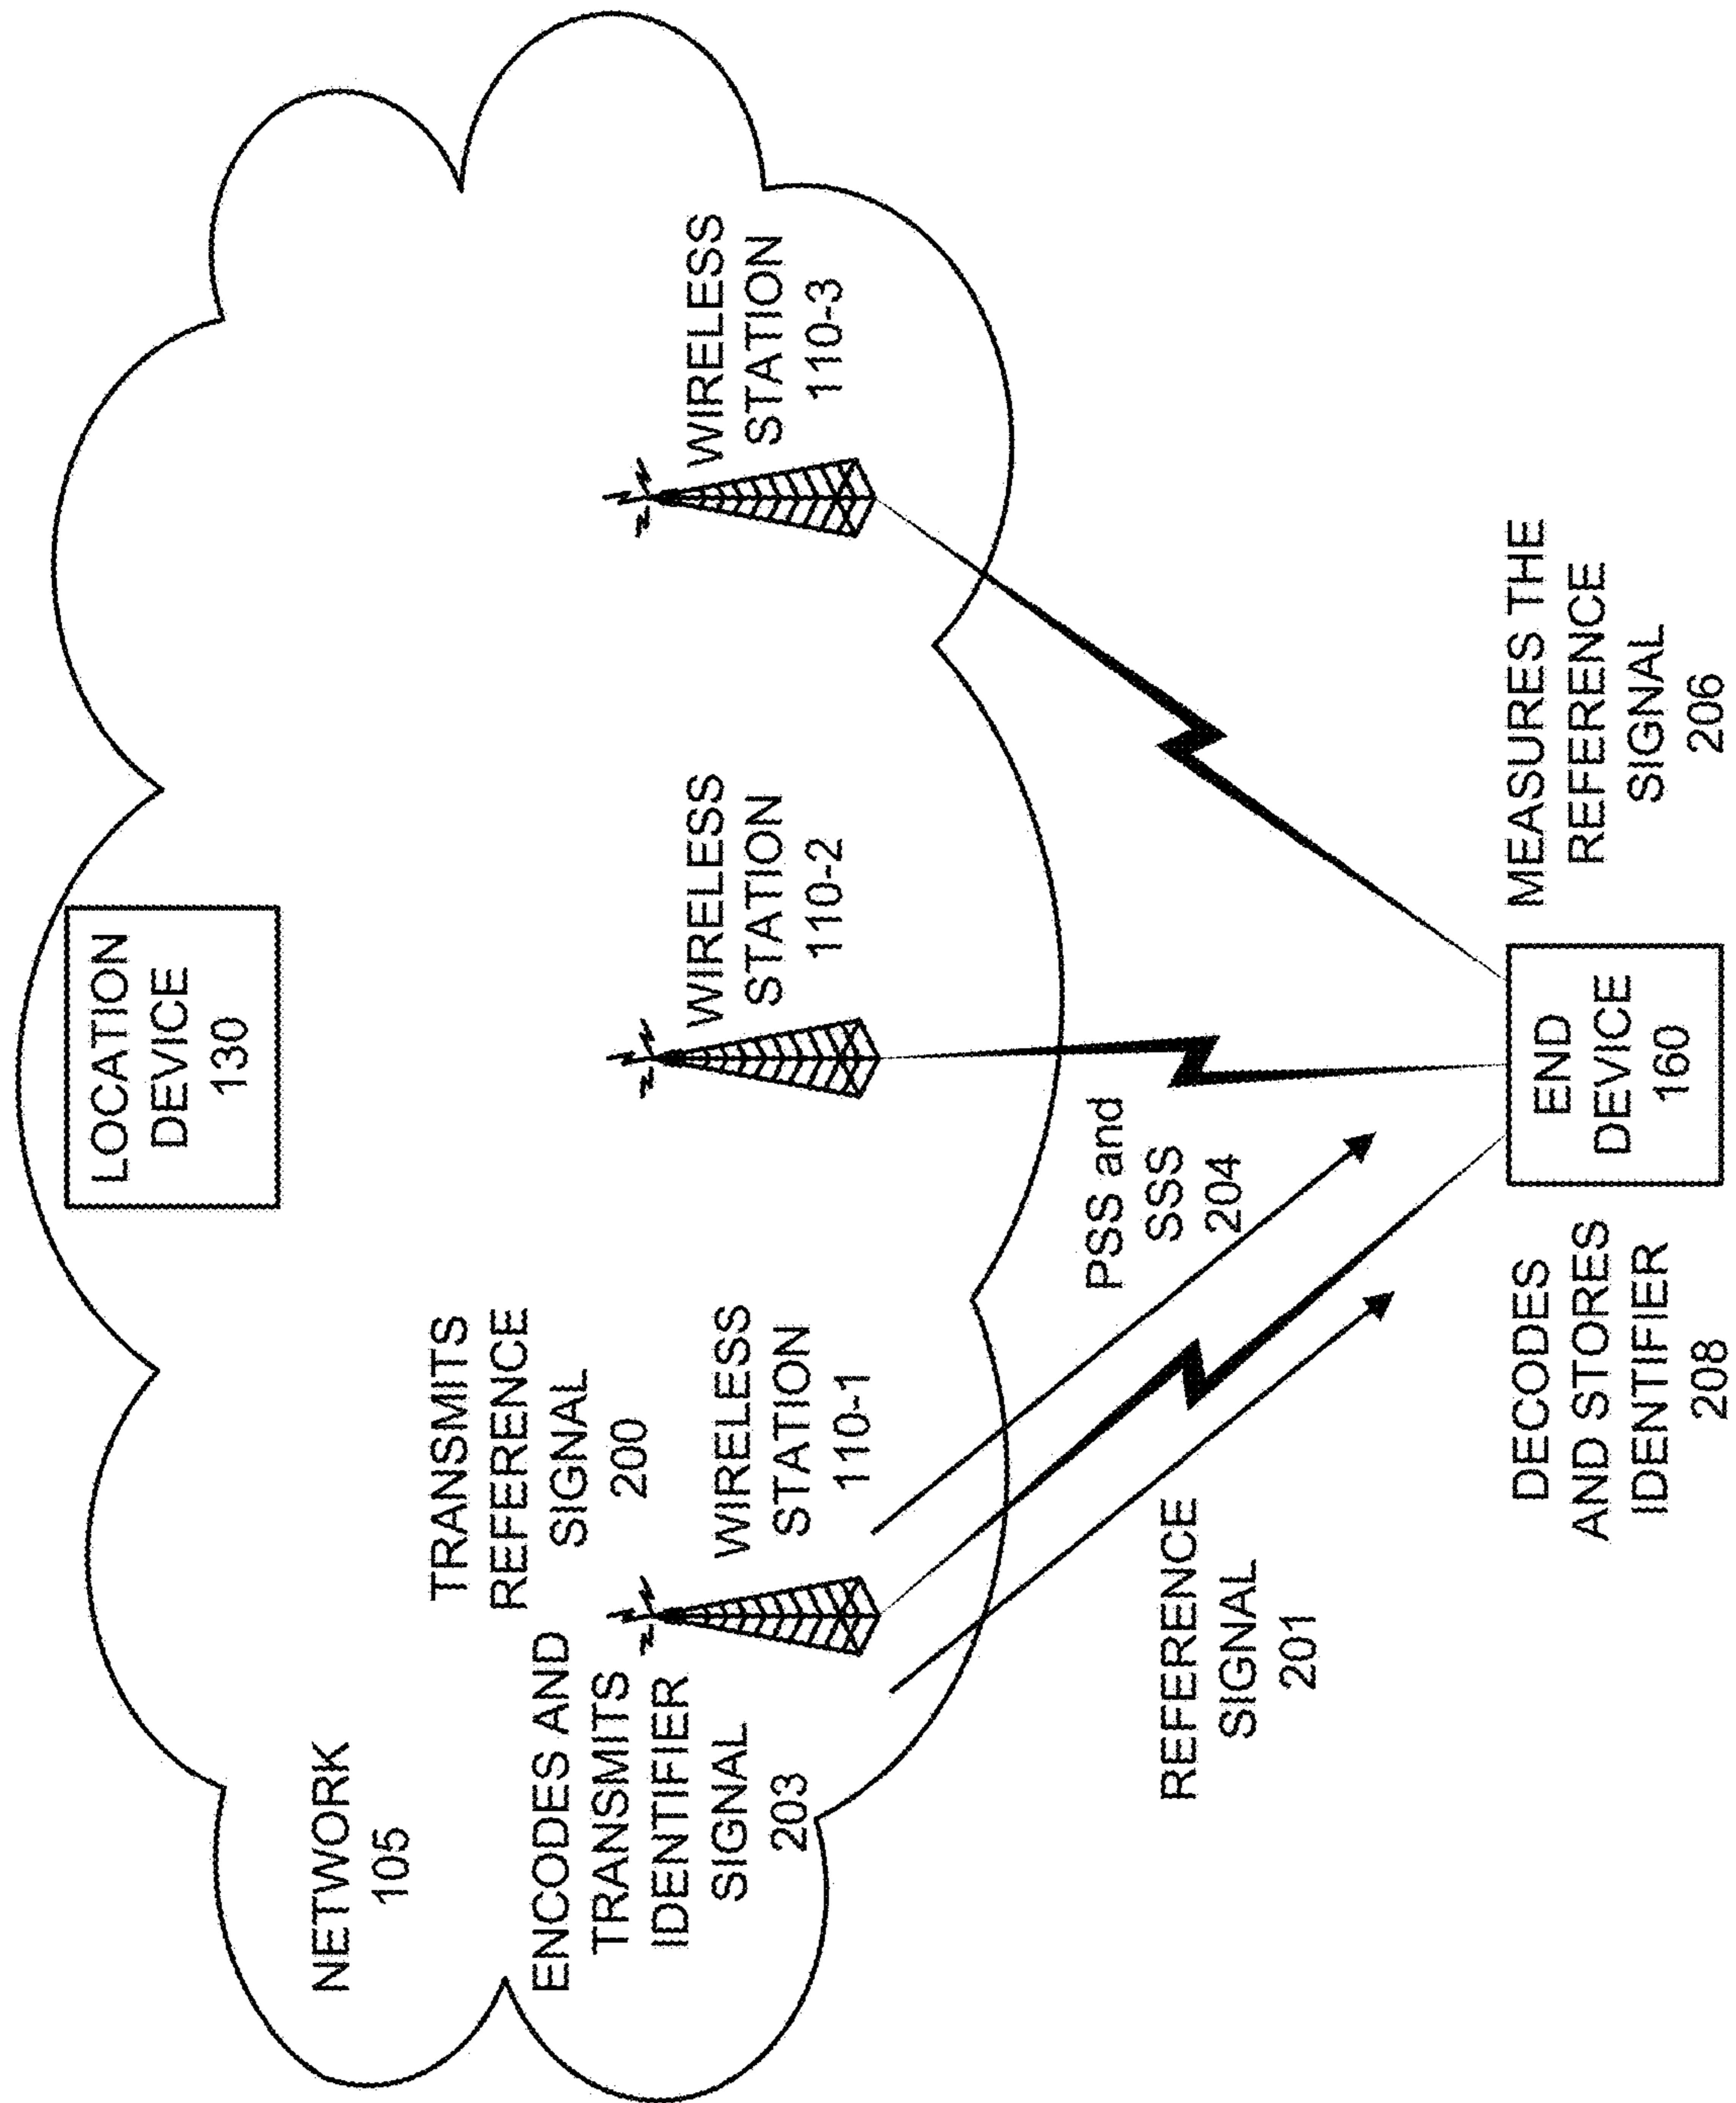 LOCATION
DEVICE
130
NETWORK
105
TRANSMITS
REFERENCE
SIGNAL
200
ENCODES AND
TRANSMITS
IDENTIFIER
SIGNAL
203
WIRELESS
STATION
110-1
WIRELESS
STATION
110-2
WIRELESS
STATION
110-3
PSS and
SSS
204
REFERENCE
SIGNAL
201
DECODES
AND STORES
IDENTIFIER
208
END
DEVICE
160
MEASURES THE
REFERENCE
SIGNAL
206